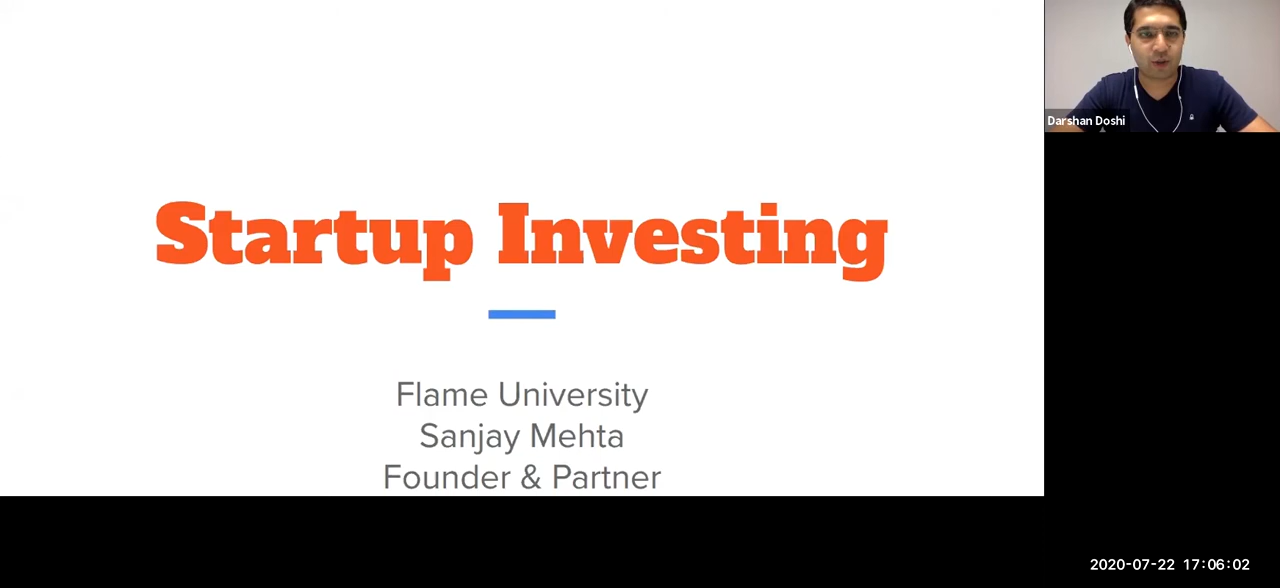 Startup Investing
Flame University
Sanjay Mehta
Founder & Partner
Darshan Doshi
2020-07-22 17:06:02